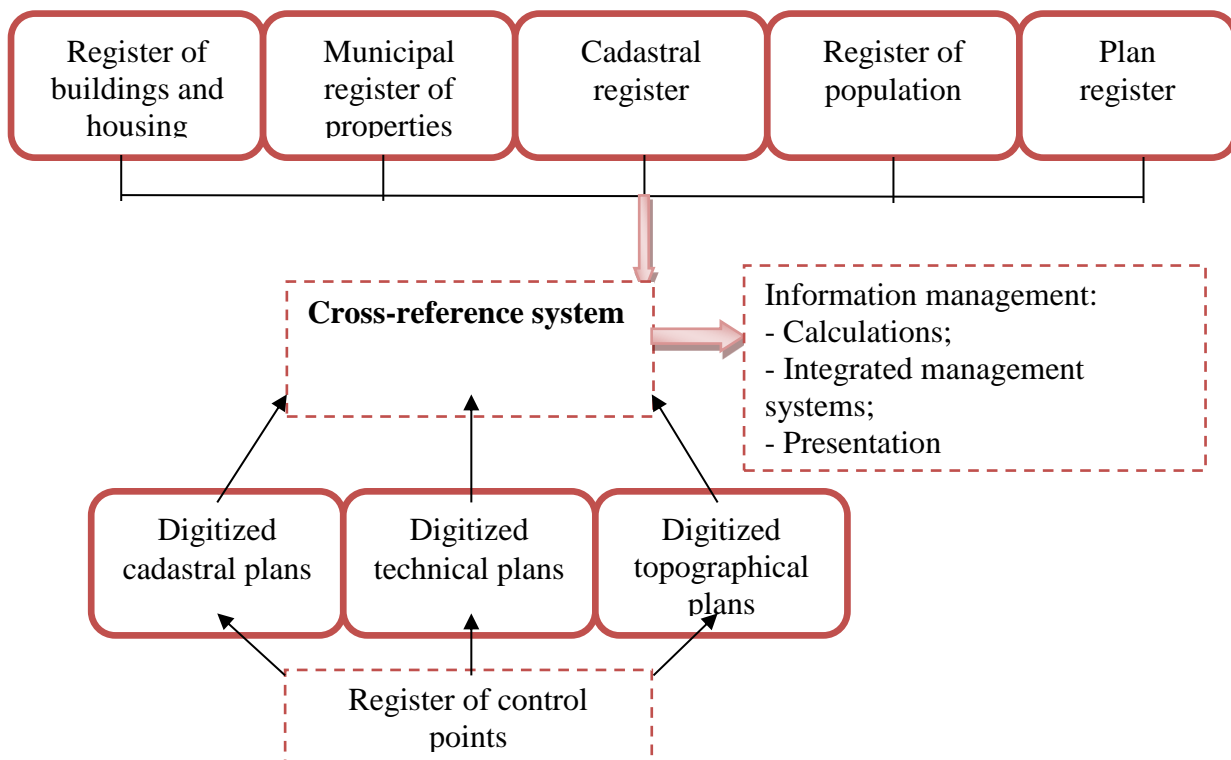 Register of
buildings and
housing
Municipal
register of
properties
Cadastral
register
Register of
population
Plan
register
Cross-reference system
Information management:
- Calculations;
- Integrated management
systems;
- Presentation
Digitized
cadastral plans
Digitized
technical plans
Digitized
topographical
plans
Register of control
points